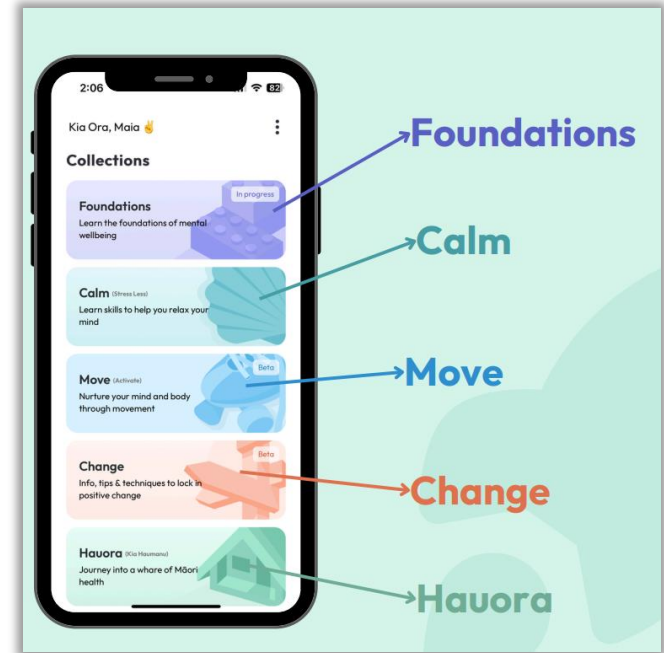 2:06
82
Kia Ora, Maia ✌️
Collections
In progress
Foundations
Learn the foundations of mental
wellbeing
Calm (Stress Less)
Learn skills to help you relax your
mind
Beta
Move (Activate)
Nurture your mind and body
through movement
Beta
Change
Info, tips & techniques to lock in
positive change
Hauora (Kia Haumanu)
Journey into a whare of Māori
health
Foundations
Calm
Move
Change
Hauora